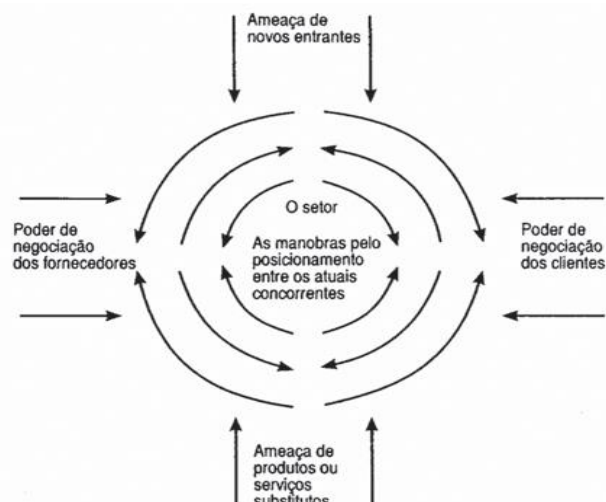 Ameaça de
novos entrantes
O setor
As manobras pelo
posicionamento
entre os atuais
concorrentes
Poder de
negociação
dos fornecedores
Poder de
negociação
dos clientes
Ameaça de
produtos ou
serviços
substitutos